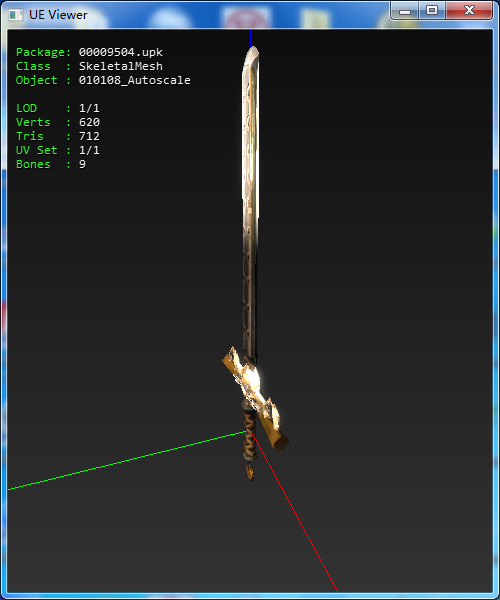 UE Viewer
Package: 00009504.upk
Class  : SkeletalMesh
Object : 010108_Autoscale
LOD    : 1/1
Verts  : 620
Tris   : 712
UV Set : 1/1
Bones  : 9